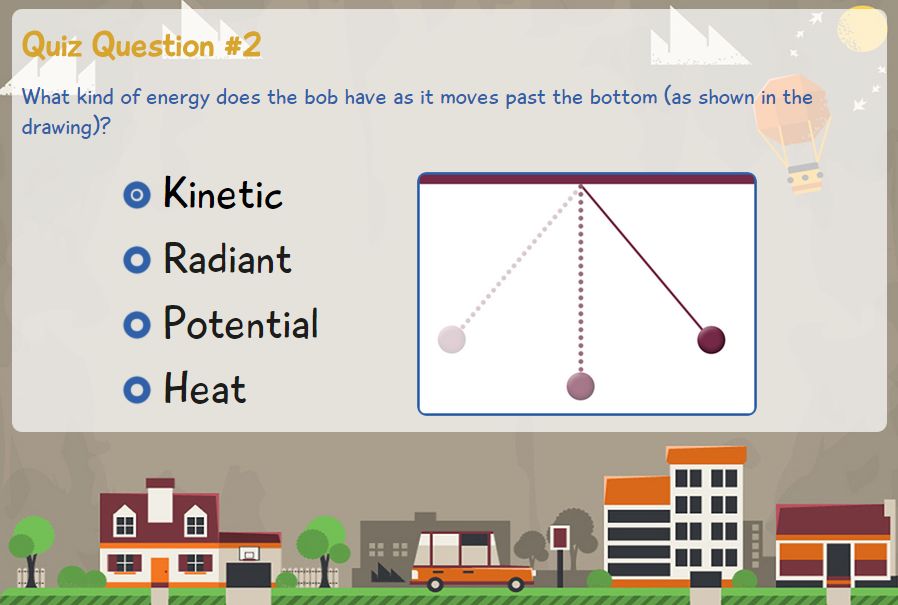 Quiz Question #2
What kind of energy does the bob have as it moves past the bottom (as shown in the
drawing)?
Kinetic
Radiant
Potential
Heat